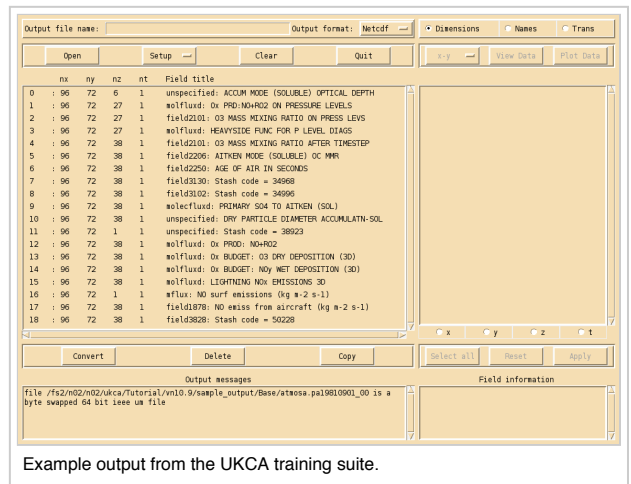 Output file name: Output format: Netcdf Dimensions Names Trans
Open Setup Clear Quit x-y View Data Plot Data
nx ny nz nt Field title
0 : 96 72 6 1 unspecified: ACCUM MODE (SOLUBLE) OPTICAL DEPTH
1 : 96 72 27 1 molfluxd: Ox PRD:NO+RO2 ON PRESSURE LEVELS
2 : 96 72 27 1 field2101: O3 MASS MIXING RATIO ON PRESS LEVS
3 : 96 72 27 1 molfluxd: HEAVYSIDE FUNC FOR P LEVEL DIAGS
4 : 96 72 38 1 field2101: O3 MASS MIXING RATIO AFTER TIMESTEP
5 : 96 72 38 1 field2206: AITKEN MODE (SOLUBLE) OC MMR
6 : 96 72 38 1 field2250: AGE OF AIR IN SECONDS
7 : 96 72 38 1 field3130: Stash code = 34968
8 : 96 72 38 1 field3102: Stash code = 34996
9 : 96 72 38 1 molecfluxd: PRIMARY SO4 TO AITKEN (SOL)
10 : 96 72 38 1 unspecified: DRY PARTICLE DIAMETER ACCUMULATN-SOL
11 : 96 72 1 1 unspecified: Stash code = 38923
12 : 96 72 38 1 molfluxd: Ox PROD: NO+RO2
13 : 96 72 38 1 molfluxd: Ox BUDGET: O3 DRY DEPOSITION (3D)
14 : 96 72 38 1 molfluxd: Ox BUDGET: NOy WET DEPOSITION (3D)
15 : 96 72 38 1 molfluxd: LIGHTNING NOx EMISSIONS 3D
16 : 96 72 1 1 mflux: NO surf emissions (kg m-2 s-1)
17 : 96 72 38 1 field1878: NO emiss from aircraft (kg m-2 s-1)
18 : 96 72 38 1 field3828: Stash code = 50228
x y z t
Convert Delete Copy Select all Reset Apply
Output messages Field information
file /fs2/n02/n02/ukca/Tutorial/vn10.9/sample_output/Base/atmosa.pa19810901_00 is a
byte swapped 64 bit ieee um file
Example output from the UKCA training suite.